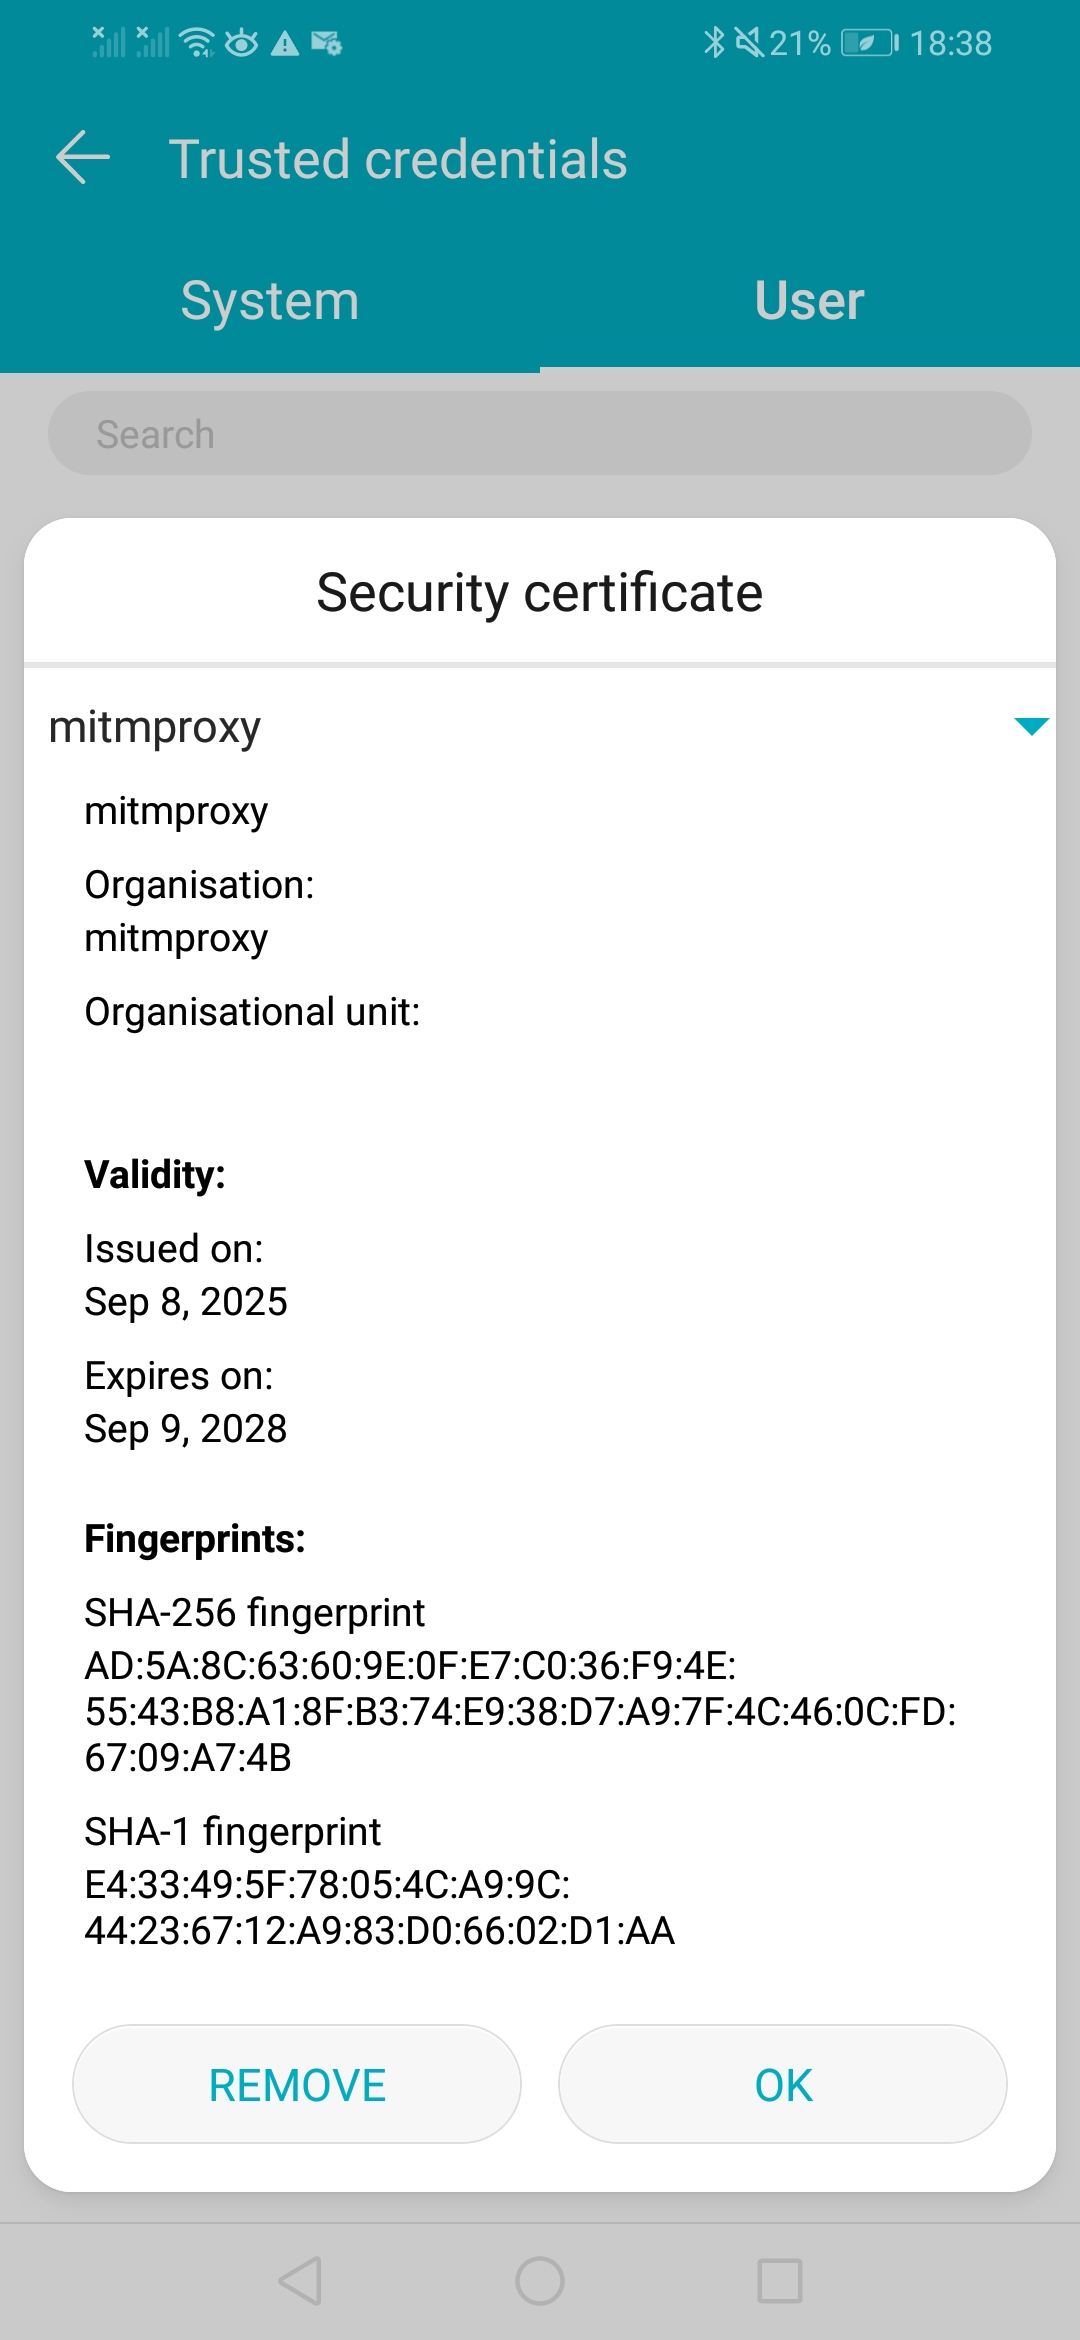 21% 18:38
Trusted credentials
System User
Search
Security certificate
mitmproxy
mitmproxy
Organisation:
mitmproxy
Organisational unit:
Validity:
Issued on:
Sep 8, 2025
Expires on:
Sep 9, 2028
Fingerprints:
SHA-256 fingerprint
AD:5A:8C:63:60:9E:0F:E7:C0:36:F9:4E:
55:43:B8:A1:8F:B3:74:E9:38:D7:A9:7F:4C:46:0C:FD:
67:09:A7:4B
SHA-1 fingerprint
E4:33:49:5F:78:05:4C:A9:9C:
44:23:67:12:A9:83:D0:66:02:D1:AA
REMOVE OK